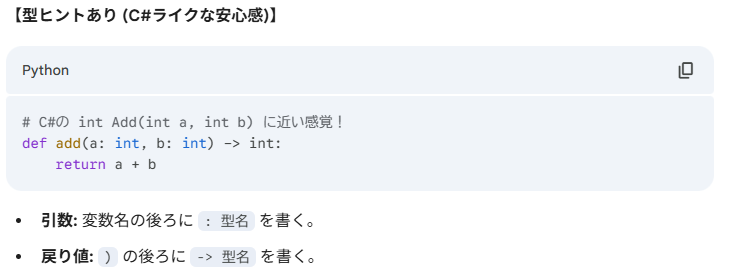 【型ヒントあり (C#ライクな安心感)】
Python
# C#の int Add(int a, int b) に近い感覚！
def add(a: int, b: int) -> int:
    return a + b
• 引数: 変数名の後ろに : 型名 を書く。
• 戻り値: ) の後ろに -> 型名 を書く。